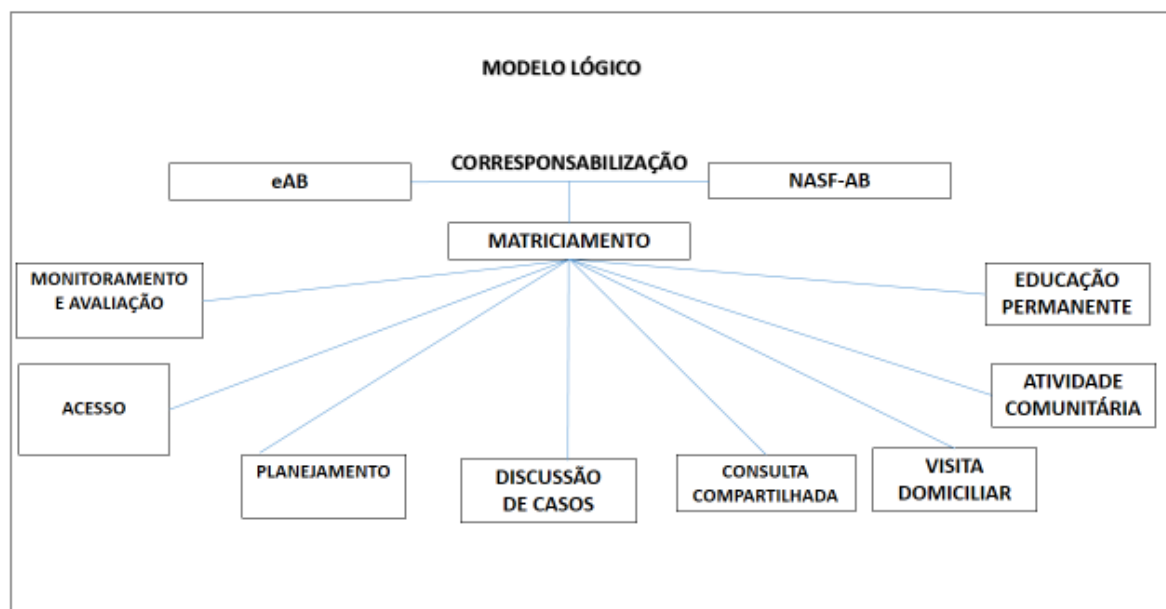 MODELO LÓGICO
CORRESPONSABILIZAÇÃO
eAB
NASF-AB
MATRICIAMENTO
MONITORAMENTO
E AVALIAÇÃO
EDUCAÇÃO
PERMANENTE
ACESSO
ATIVIDADE
COMUNITÁRIA
PLANEJAMENTO
DISCUSSÃO
DE CASOS
CONSULTA
COMPARTILHADA
VISITA
DOMICILIAR